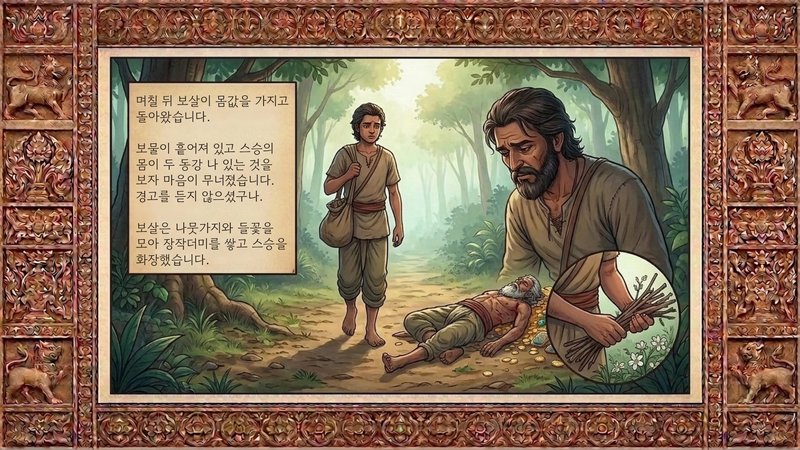 며칠 뒤 보살이 몸값을 가지고
돌아왔습니다.
보물이 흩어져 있고 스승의
몸이 두 동강 나 있는 것을
보자 마음이 무너졌습니다.
경고를 듣지 않으셨구나.
보살은 나뭇가지와 들꽃을
모아 장작더미를 쌓고 스승을
화장했습니다.